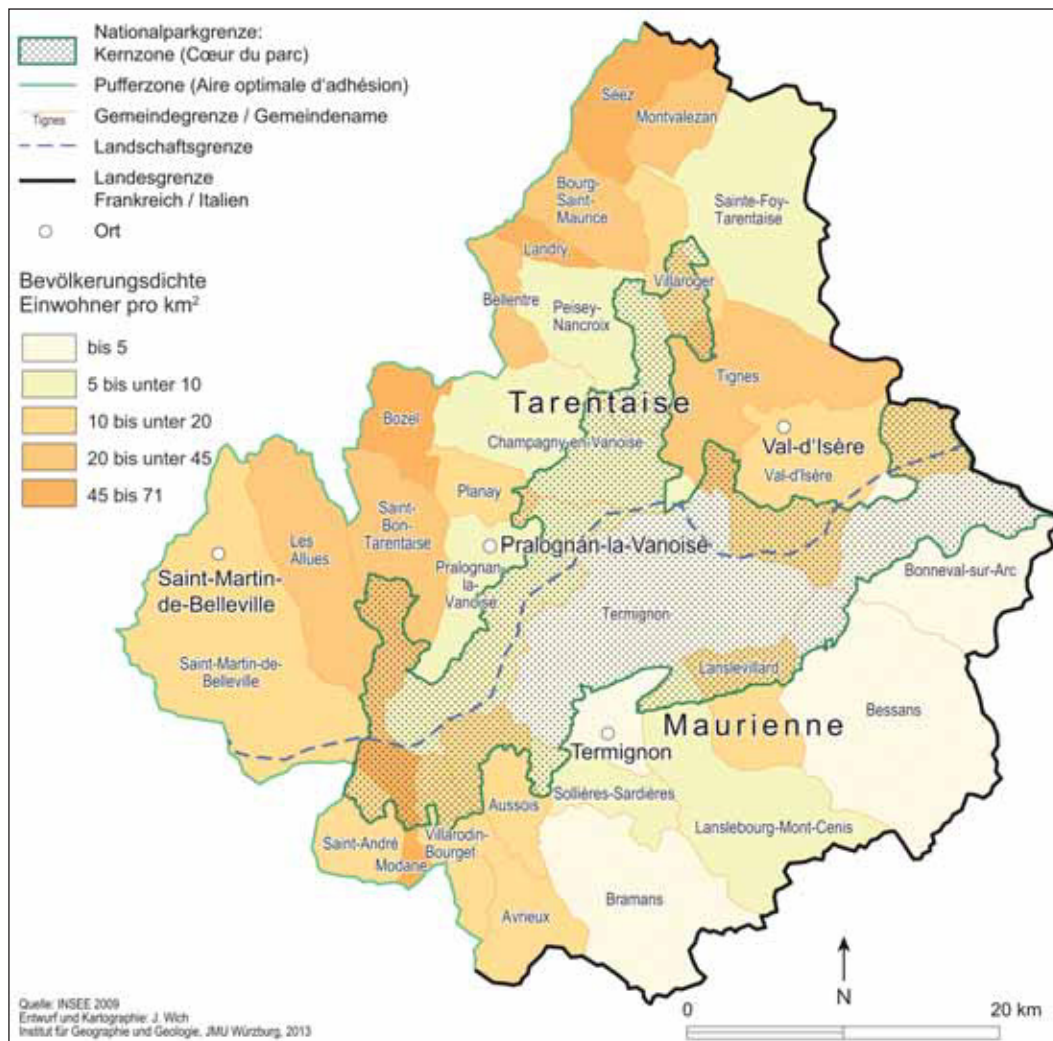 Nationalparkgrenze:
Kernzone (Cœur du parc)
Pufferzone (Aire optimale d'adhésion)
Tignes
Gemeindegrenze / Gemeindename
Landschaftsgrenze
Landesgrenze
Frankreich / Italien
Ort
Bevölkerungsdichte
Einwohner pro km²
bis 5
5 bis unter 10
10 bis unter 20
20 bis unter 45
45 bis 71
Séez
Montvalezan
Bourg-
Saint-
Maurice
Sainte-Foy-
Tarentaise
Landry
Villaroger
Bellentre
Peisey-
Nancroix
Tignes
Tarentaise
Bozel
Champagny-en-Vanoise
Val-d'Isère
Val-d'Isère
Planay
Saint-
Bon-
Tarentaise
Les
Allues
Pralognan-la-Vanoise
Pralognan-
la-
Vanoise
Saint-Martin-
de-Belleville
Bonneval-sur-Arc
Termignon
Saint-Martin-de-
Belleville
Lanslevillard
Bessans
Maurienne
Termignon
Sollières-Sardières
Aussois
Lanslebourg-Mont-Cenis
Saint-André
Villarodin-
Bourget
Modane
Bramans
Avrieux
N
0
20 km
Quelle: INSEE 2009
Entwurf und Kartographie: J. Wich
Institut für Geographie und Geologie, JMU Würzburg, 2013